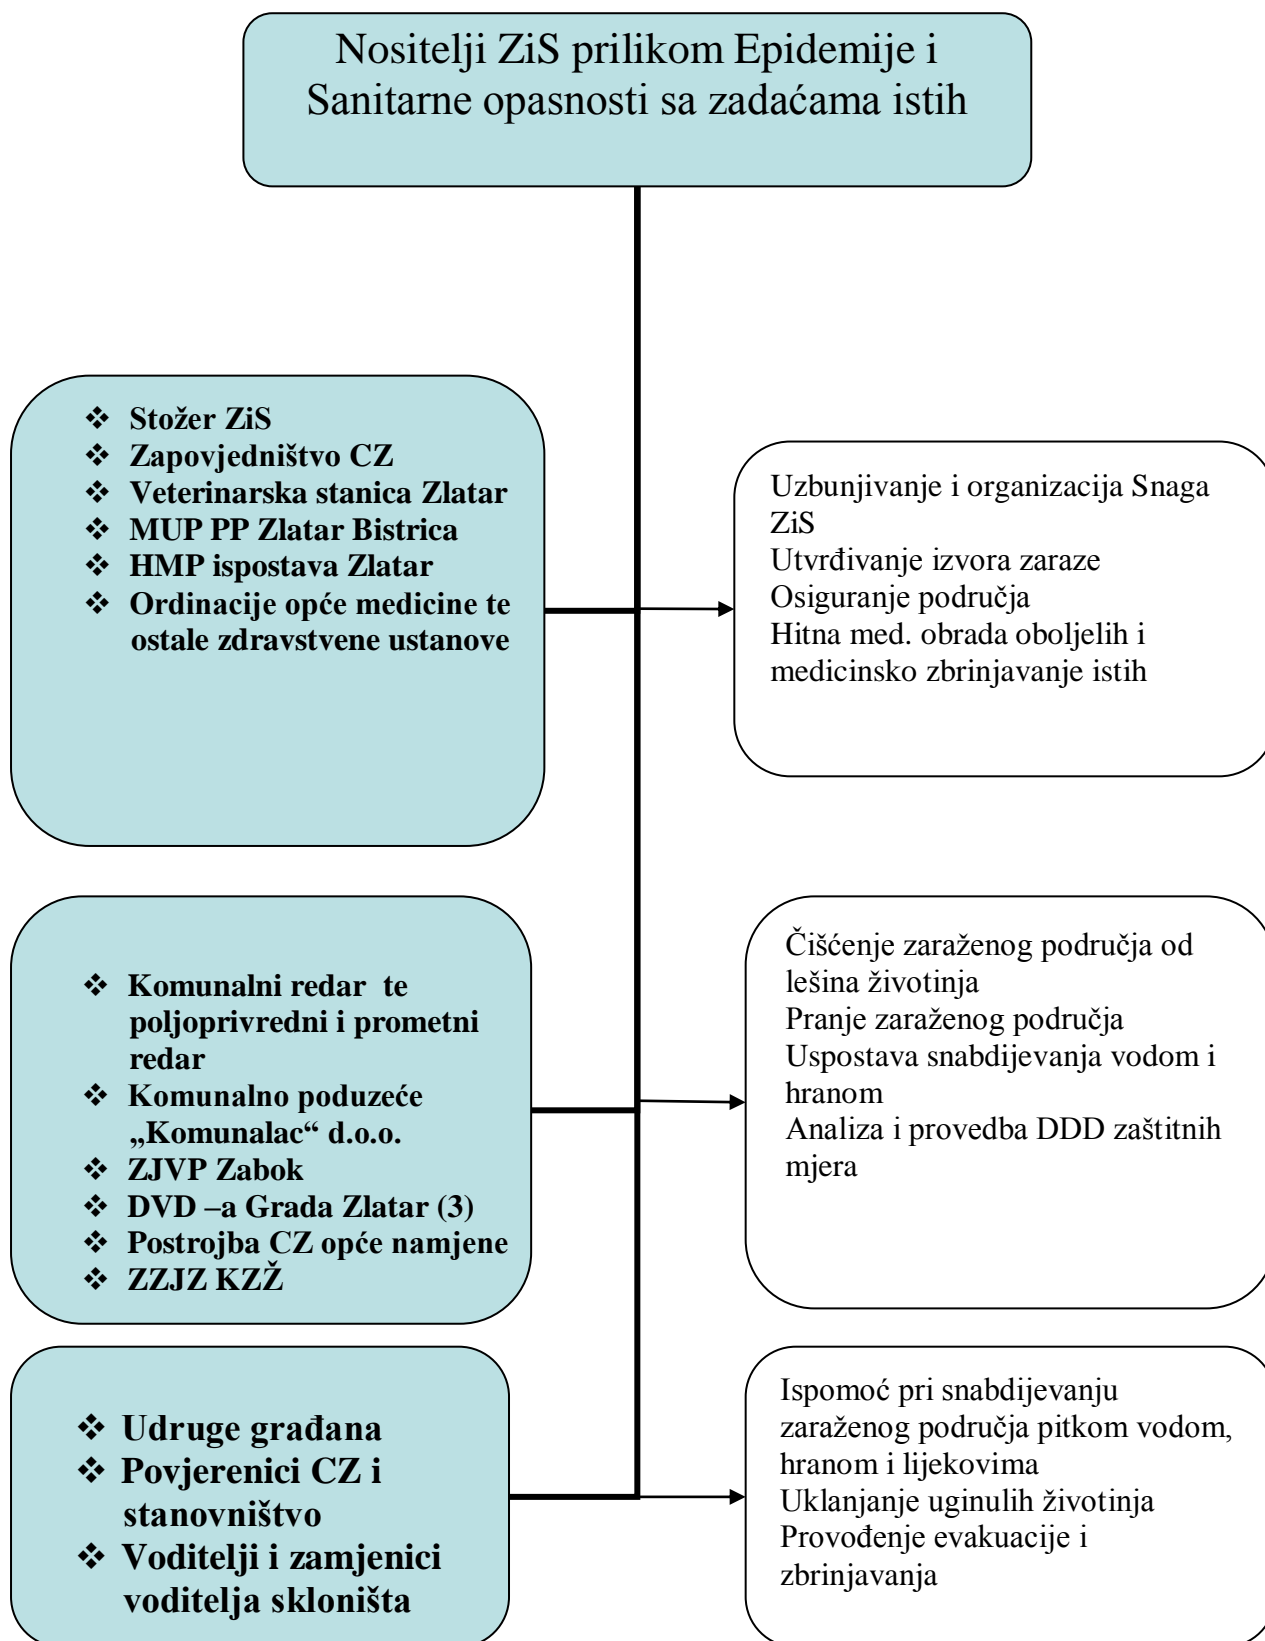 Nositelji ZiS prilikom Epidemije i
Sanitarne opasnosti sa zadaćama istih
❖ Stožer ZiS
❖ Zapovjedništvo CZ
❖ Veterinarska stanica Zlatar
❖ MUP PP Zlatar Bistrica
❖ HMP ispostava Zlatar
❖ Ordinacije opće medicine te
ostale zdravstvene ustanove
Uzbunjivanje i organizacija Snaga
ZiS
Utvrđivanje izvora zaraze
Osiguranje područja
Hitna med. obrada oboljelih i
medicinsko zbrinjavanje istih
❖ Komunalni redar te
poljoprivredni i prometni
redar
❖ Komunalno poduzeće
„Komunalac“ d.o.o.
❖ ZJVP Zabok
❖ DVD –a Grada Zlatar (3)
❖ Postrojba CZ opće namjene
❖ ZZJZ KZŽ
Čišćenje zaraženog područja od
lešina životinja
Pranje zaraženog područja
Uspostava snabdijevanja vodom i
hranom
Analiza i provedba DDD zaštitnih
mjera
❖ Udruge građana
❖ Povjerenici CZ i
stanovništvo
❖ Voditelji i zamjenici
voditelja skloništa
Ispomoć pri snabdijevanju
zaraženog područja pitkom vodom,
hranom i lijekovima
Uklanjanje uginulih životinja
Provođenje evakuacije i
zbrinjavanja